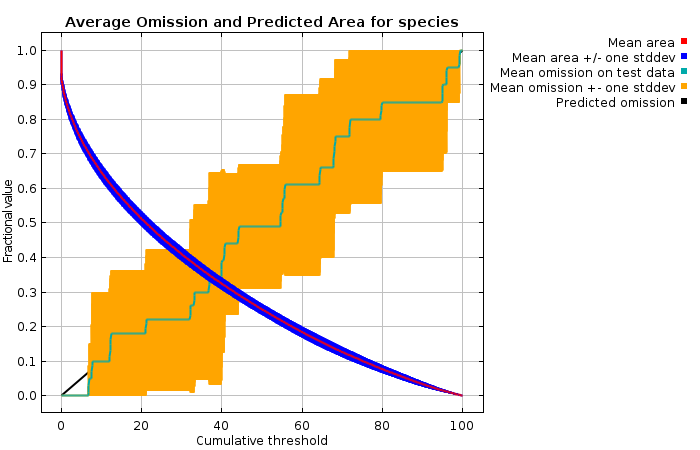 Average Omission and Predicted Area for species
Mean area
Mean area +/- one stddev
Mean omission on test data
Mean omission +- one stddev
Predicted omission
Fractional value
1.0
0.9
0.8
0.7
0.6
0.5
0.4
0.3
0.2
0.1
0.0
0 20 40 60 80 100
Cumulative threshold